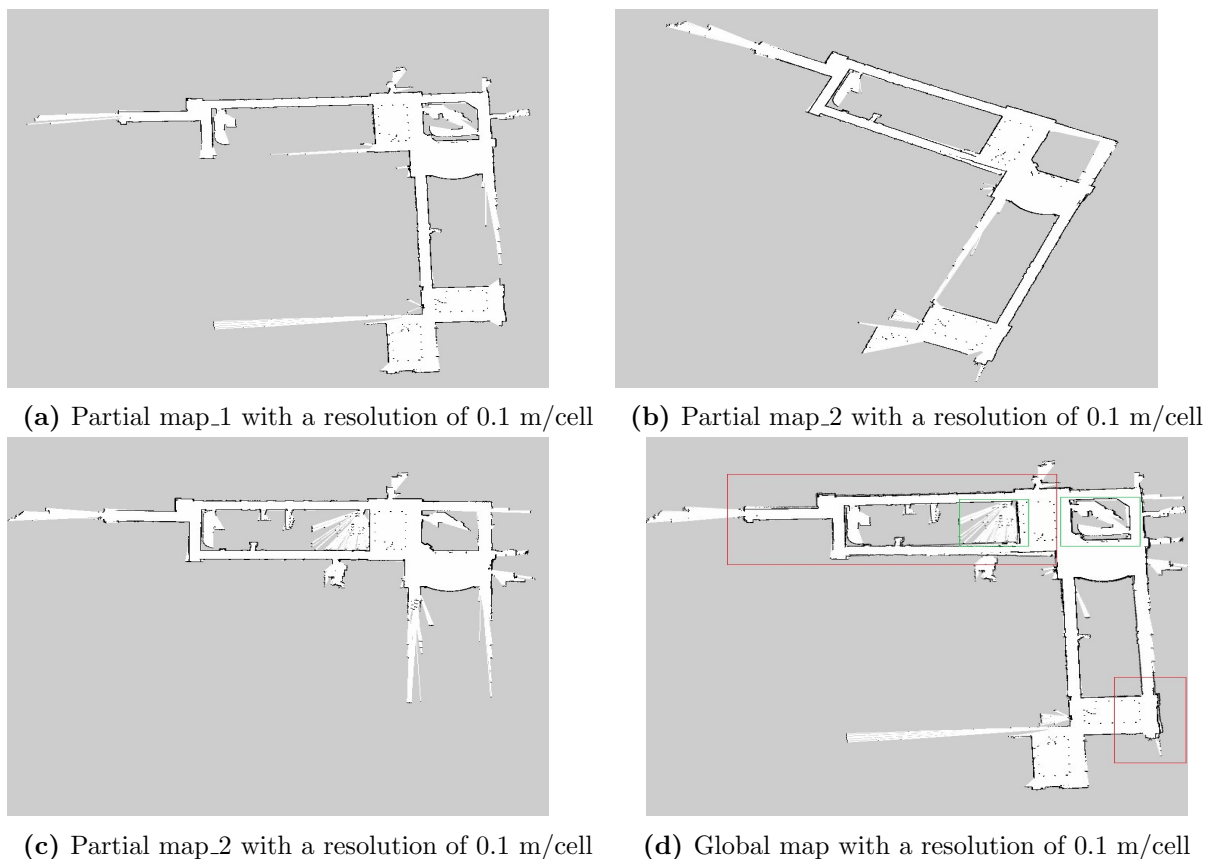 (a) Partial map_1 with a resolution of 0.1 m/cell
(b) Partial map_2 with a resolution of 0.1 m/cell
(c) Partial map_2 with a resolution of 0.1 m/cell
(d) Global map with a resolution of 0.1 m/cell